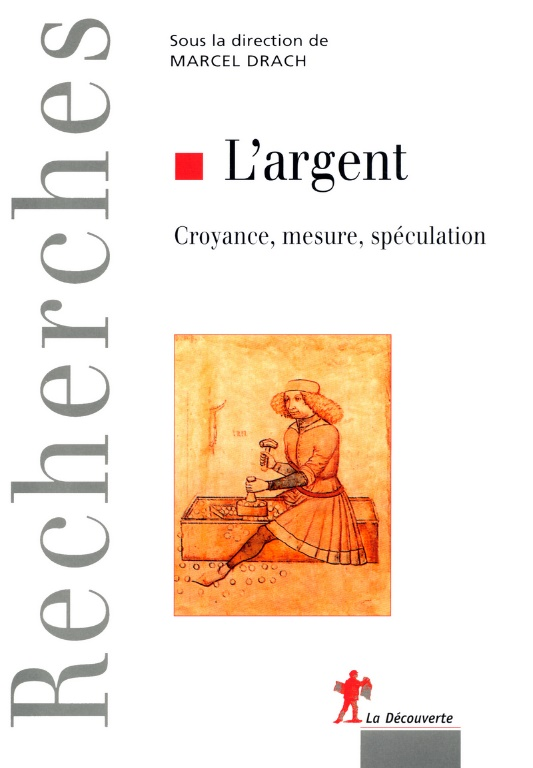 Recherches
Sous la direction de
MARCEL DRACH
L'argent
Croyance, mesure, spéculation
La Découverte